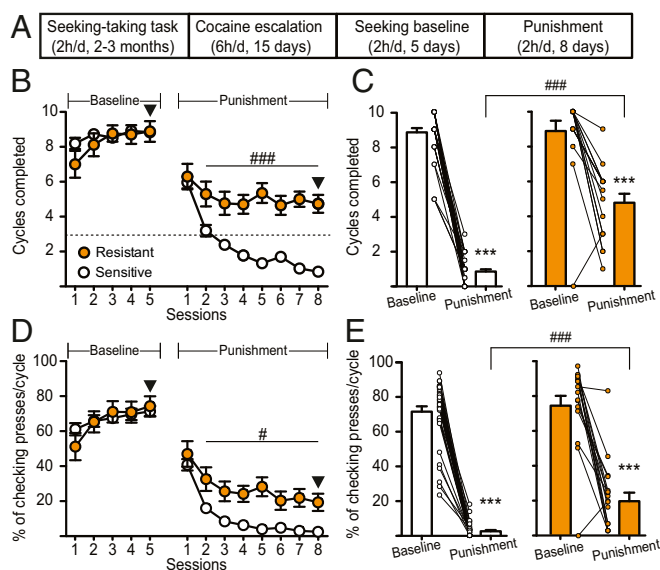 A
Seeking-taking task
(2h/d, 2-3 months)
Cocaine escalation
(6h/d, 15 days)
Seeking baseline
(2h/d, 5 days)
Punishment
(2h/d, 8 days)
B
Baseline
Punishment
###
Cycles completed
10
8
6
4
2
Resistant
Sensitive
1 2 3 4 5
1 2 3 4 5 6 7 8
Sessions
C
###
Cycles completed
10
8
6
4
2
***
***
Baseline
Punishment
Baseline
Punishment
D
Baseline
Punishment
#
% of checking presses/cycle
100
80
60
40
20
1 2 3 4 5
1 2 3 4 5 6 7 8
Sessions
E
###
% of checking presses/cycle
100
80
60
40
20
***
***
Baseline
Punishment
Baseline
Punishment